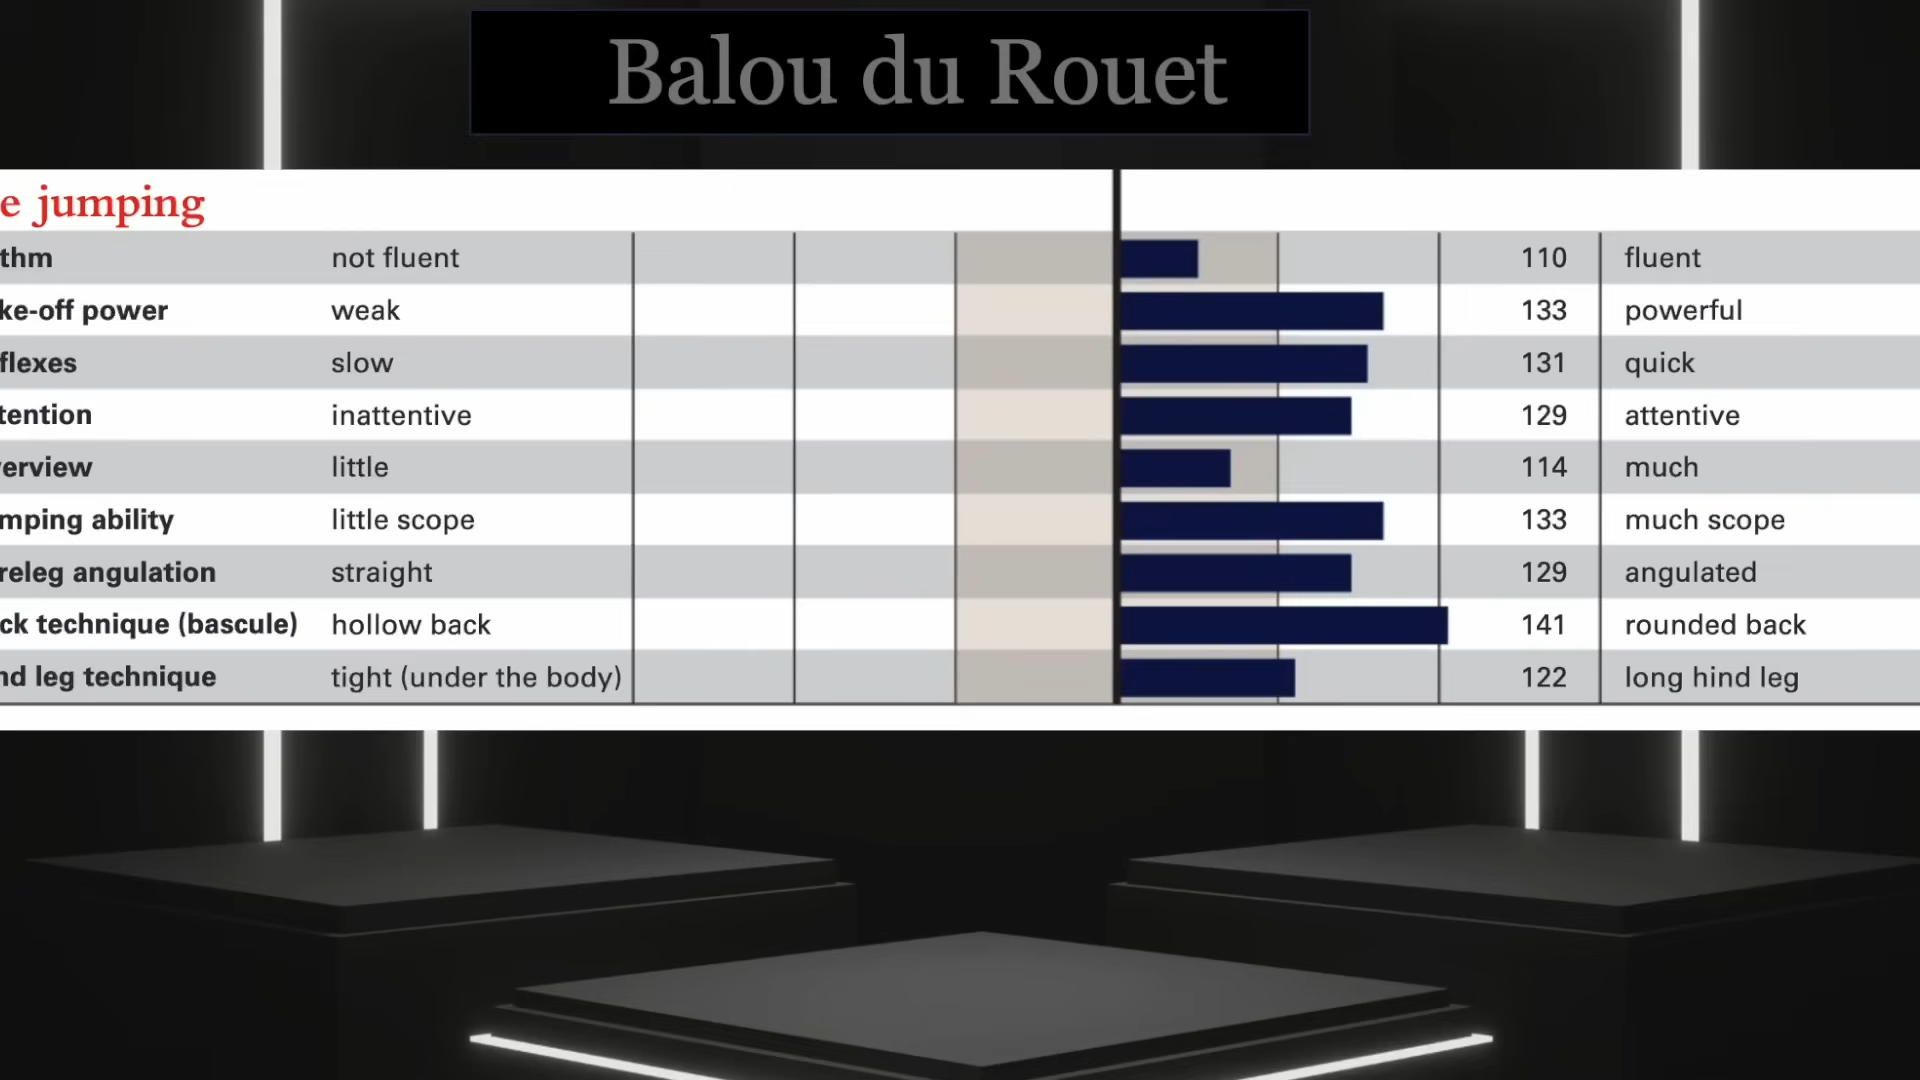 Balou du Rouet
e jumping
thm not fluent 110 fluent
ke-off power weak 133 powerful
flexes slow 131 quick
tention inattentive 129 attentive
erview little 114 much
mping ability little scope 133 much scope
releg angulation straight 129 angulated
ck technique (bascule) hollow back 141 rounded back
nd leg technique tight (under the body) 122 long hind leg